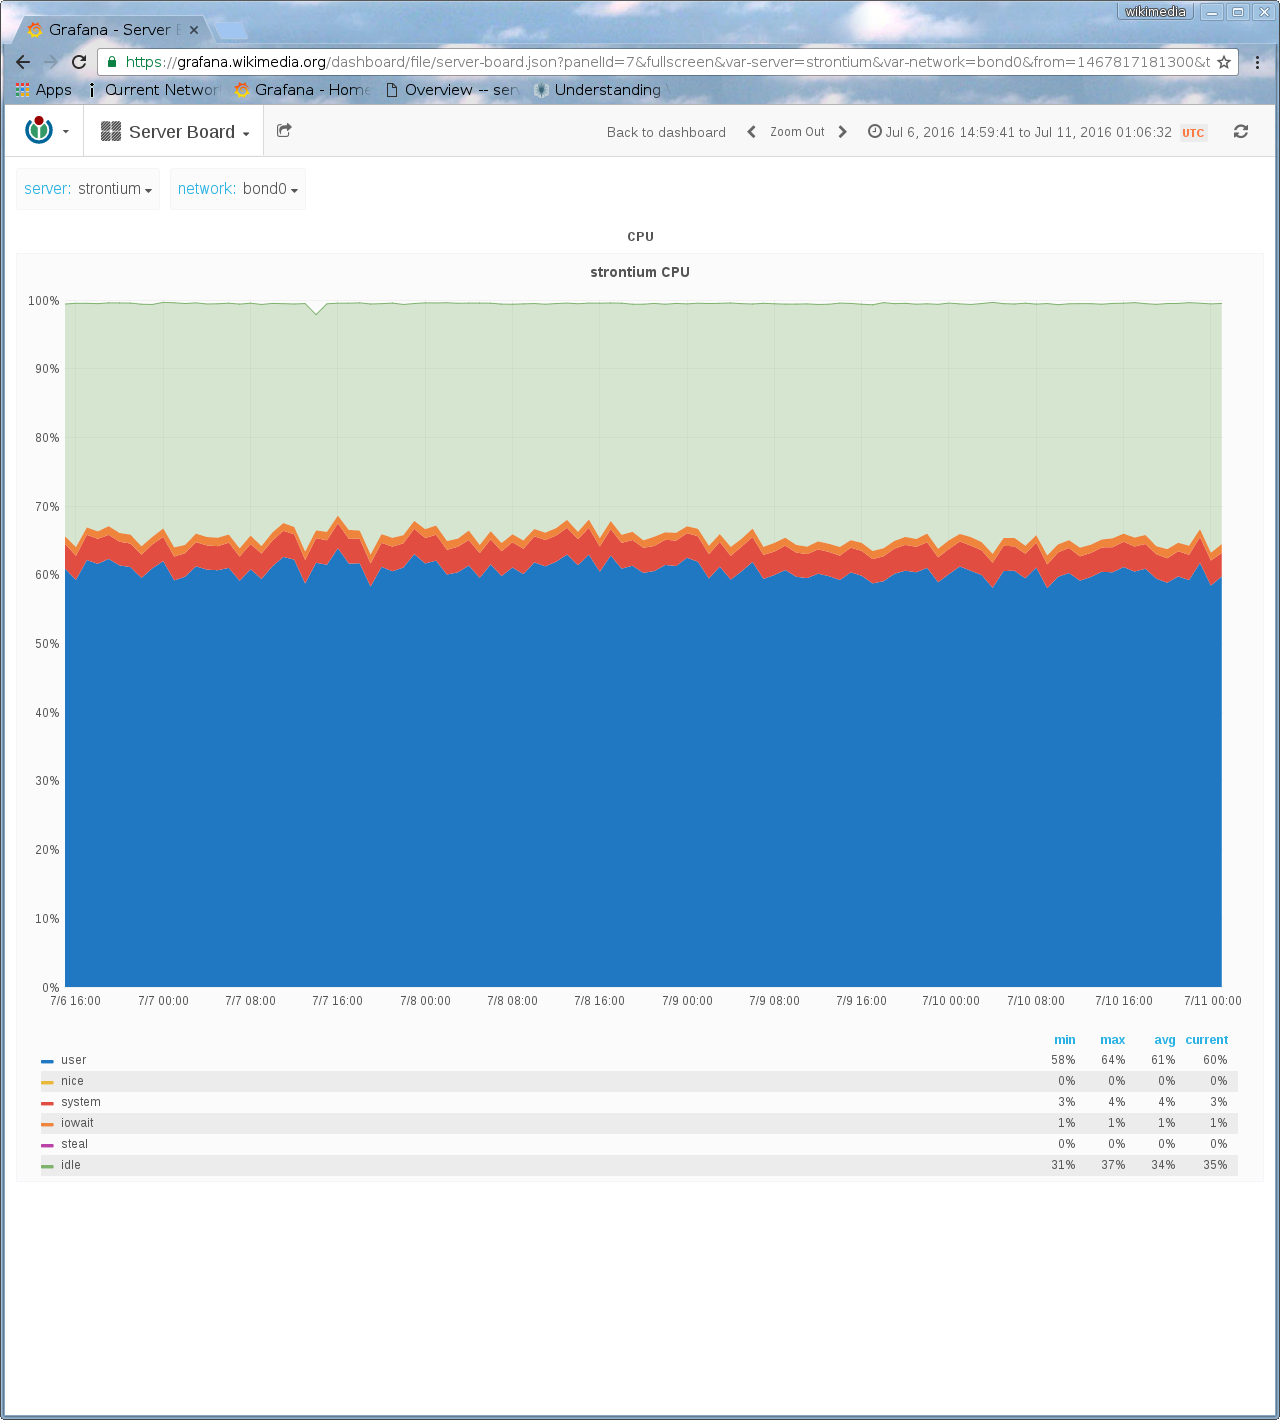 wikimedia
Grafana - Server
https://grafana.wikimedia.org/dashboard/file/server-board.json?panelId=7&fullscreen&var-server=strontium&var-network=bond0&from=1467817181300&t
Apps Current Networ Grafana - Home Overview -- serv Understanding
Server Board Back to dashboard Zoom Out Jul 6, 2016 14:59:41 to Jul 11, 2016 01:06:32 UTC
server: strontium network: bond0
CPU
strontium CPU
100%
90%
80%
70%
60%
50%
40%
30%
20%
10%
0%
7/6 16:00 7/7 00:00 7/7 08:00 7/7 16:00 7/8 00:00 7/8 08:00 7/8 16:00 7/9 00:00 7/9 08:00 7/9 16:00 7/10 00:00 7/10 08:00 7/10 16:00 7/11 00:00
min max avg current
user 58% 64% 61% 60%
nice 0% 0% 0% 0%
system 3% 4% 4% 3%
iowait 1% 1% 1% 1%
steal 0% 0% 0% 0%
idle 31% 37% 34% 35%